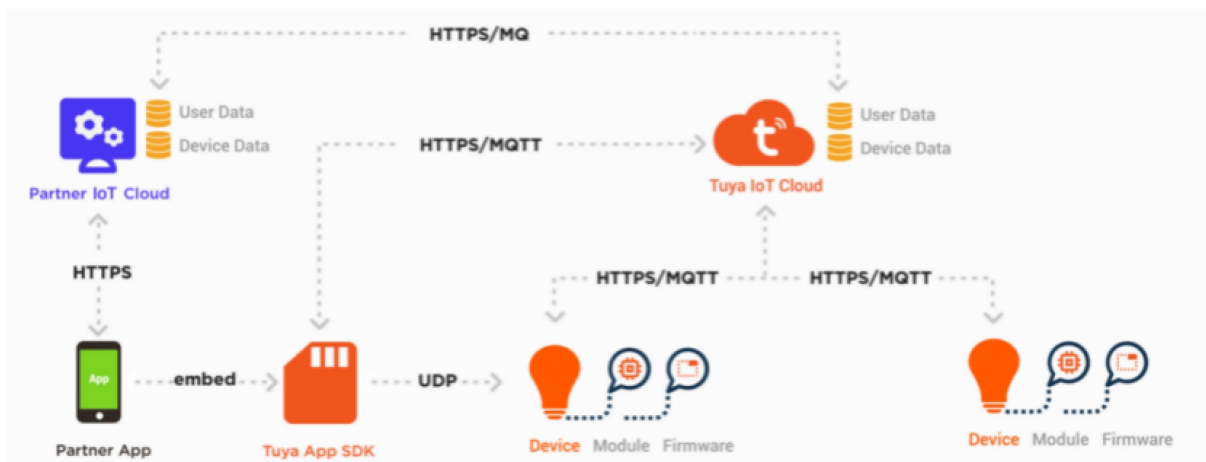 HTTPS/MQ
User Data
Device Data
Partner IoT Cloud
HTTPS/MQTT
t
User Data
Device Data
Tuya IoT Cloud
HTTPS
HTTPS/MQTT
HTTPS/MQTT
App
embed
UDP
Partner App
Tuya App SDK
Device Module Firmware
Device Module Firmware